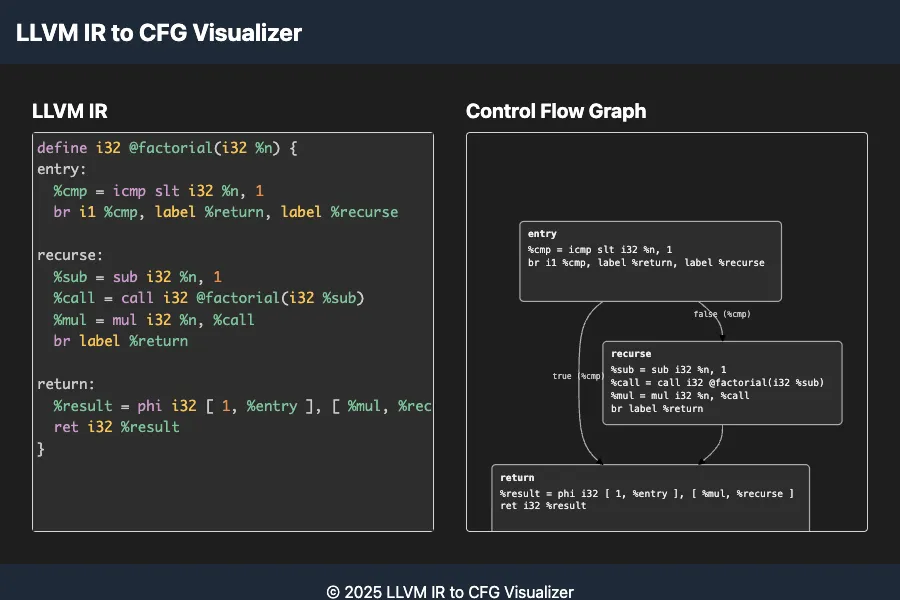 LLVM IR to CFG Visualizer
LLVM IR
define i32 @factorial(i32 %n) {
entry:
  %cmp = icmp slt i32 %n, 1
  br i1 %cmp, label %return, label %recurse

recurse:
  %sub = sub i32 %n, 1
  %call = call i32 @factorial(i32 %sub)
  %mul = mul i32 %n, %call
  br label %return

return:
  %result = phi i32 [ 1, %entry ], [ %mul, %rec
  ret i32 %result
}
Control Flow Graph
entry
%cmp = icmp slt i32 %n, 1
br i1 %cmp, label %return, label %recurse
false (%cmp)
true (%cmp)
recurse
%sub = sub i32 %n, 1
%call = call i32 @factorial(i32 %sub)
%mul = mul i32 %n, %call
br label %return
return
%result = phi i32 [ 1, %entry ], [ %mul, %recurse ]
ret i32 %result
© 2025 LLVM IR to CFG Visualizer